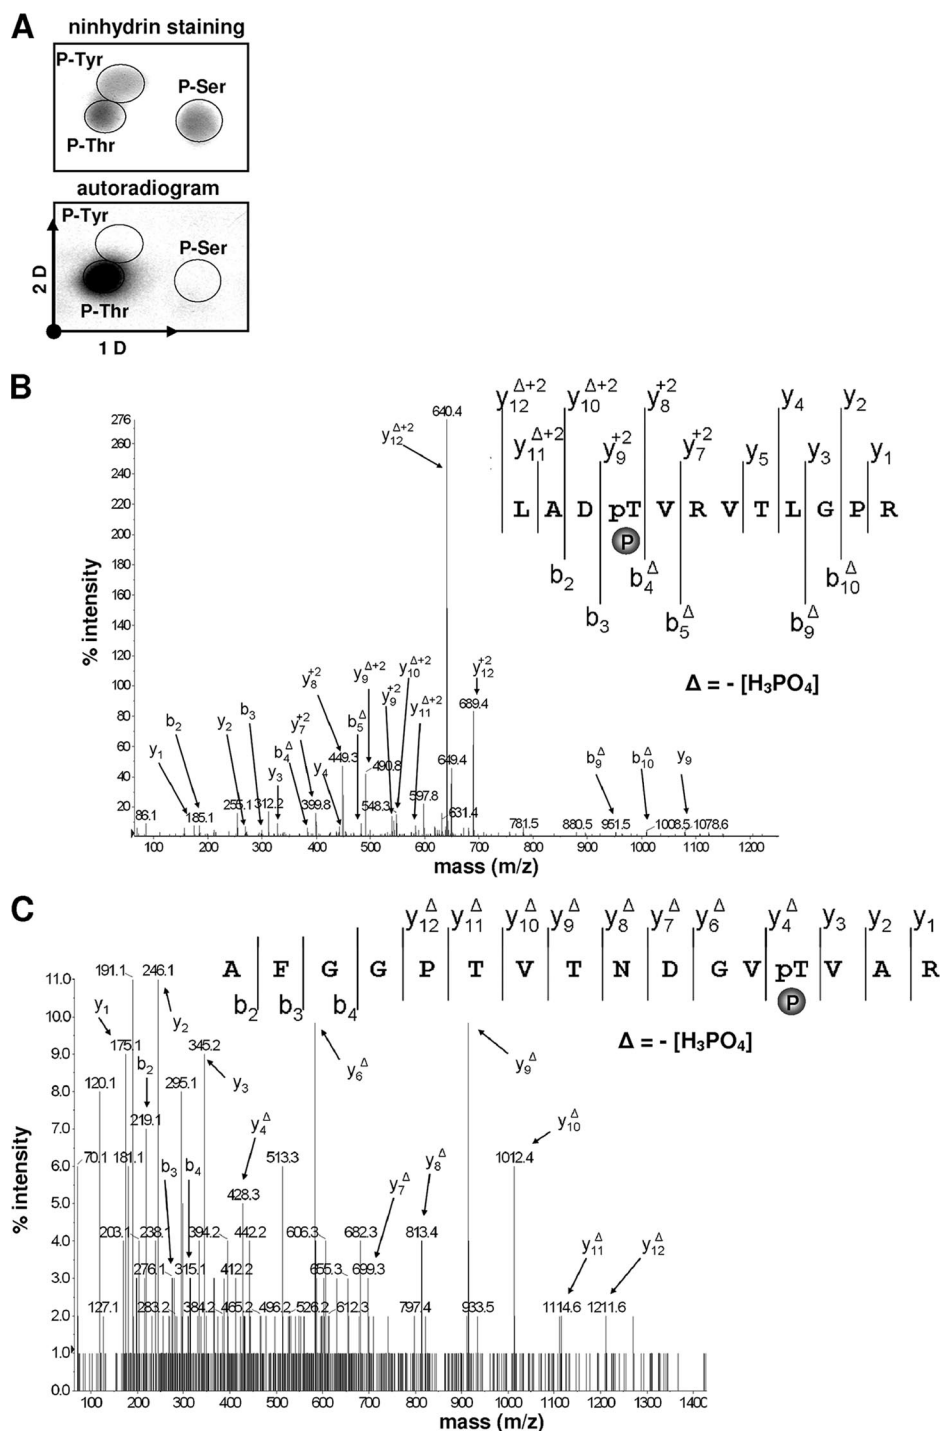 A
ninhydrin staining
P-Tyr
P-Ser
P-Thr
autoradiogram
P-Tyr
P-Ser
P-Thr
2 D
1 D
B
y12Δ+2 y10Δ+2 y8+2 y4 y2
y11Δ+2 y9+2 y7+2 y5 y3 y1
L A D pT V R V T L G P R
P
b2 b4Δ b10Δ
b3 b5Δ b9Δ
Δ = - [H3PO4]
% intensity
276
260
240
220
200
180
160
140
120
100
80
60
40
20
640.4
y12Δ+2
y8+2 y9Δ+2 y10Δ+2 y12+2
y9+2
689.4
b3 y7+2 b5Δ y11Δ+2
b2 y2
y1 y3 b4Δ y4
449.3 490.8 649.4
b9Δ b10Δ y9
86.1 185.1 255.1 312.2 399.8 548.3 597.8 631.4 781.5 880.5 951.5 1008.5 1078.6
100 200 300 400 500 600 700 800 900 1000 1100 1200
mass (m/z)
C
y12Δ y11Δ y10Δ y9Δ y8Δ y7Δ y6Δ y4Δ y3 y2 y1
A F G G P T V T N D G V pT V A R
b2 b3 b4
P
Δ = - [H3PO4]
% intensity
11.0
10.0
9.0
8.0
7.0
6.0
5.0
4.0
3.0
2.0
1.0
0.0
191.1 246.1
y1 y2
175.1 345.2
b2 y3 y6Δ y9Δ
120.1 295.1
219.1
y4Δ y10Δ
70.1 181.1 b3 b4 513.3 y8Δ 1012.4
428.3 y7Δ
203.1 238.1 394.2 442.2 606.3 682.3 813.4
y11Δ y12Δ
276.1 315.1 412.2 655.3 699.3
127.1 283.2 384.2 465.2 496.2 526.2 612.3 797.4 933.5 1114.6 1211.6
100 200 300 400 500 600 700 800 900 1000 1100 1200 1300 1400
mass (m/z)